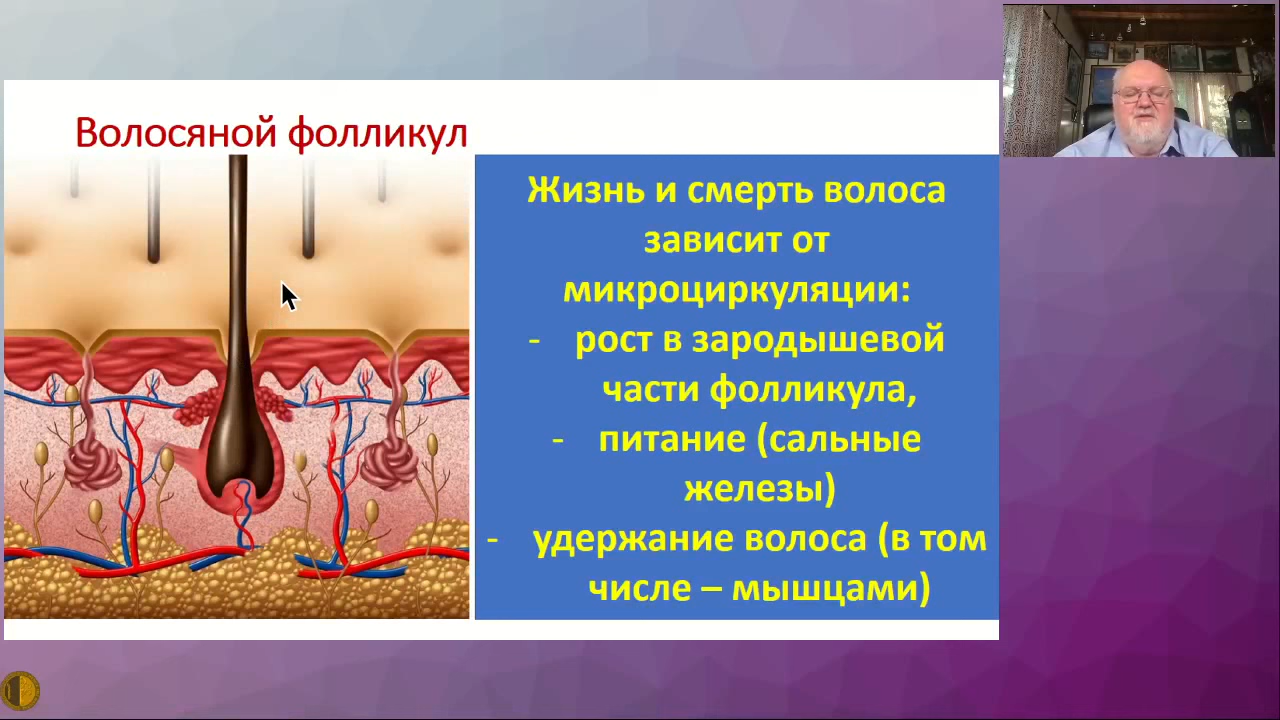 Волосяной фолликул
Жизнь и смерть волоса
зависит от
микроциркуляции:
- рост в зародышевой
части фолликула,
- питание (сальные
железы)
- удержание волоса (в том
числе – мышцами)